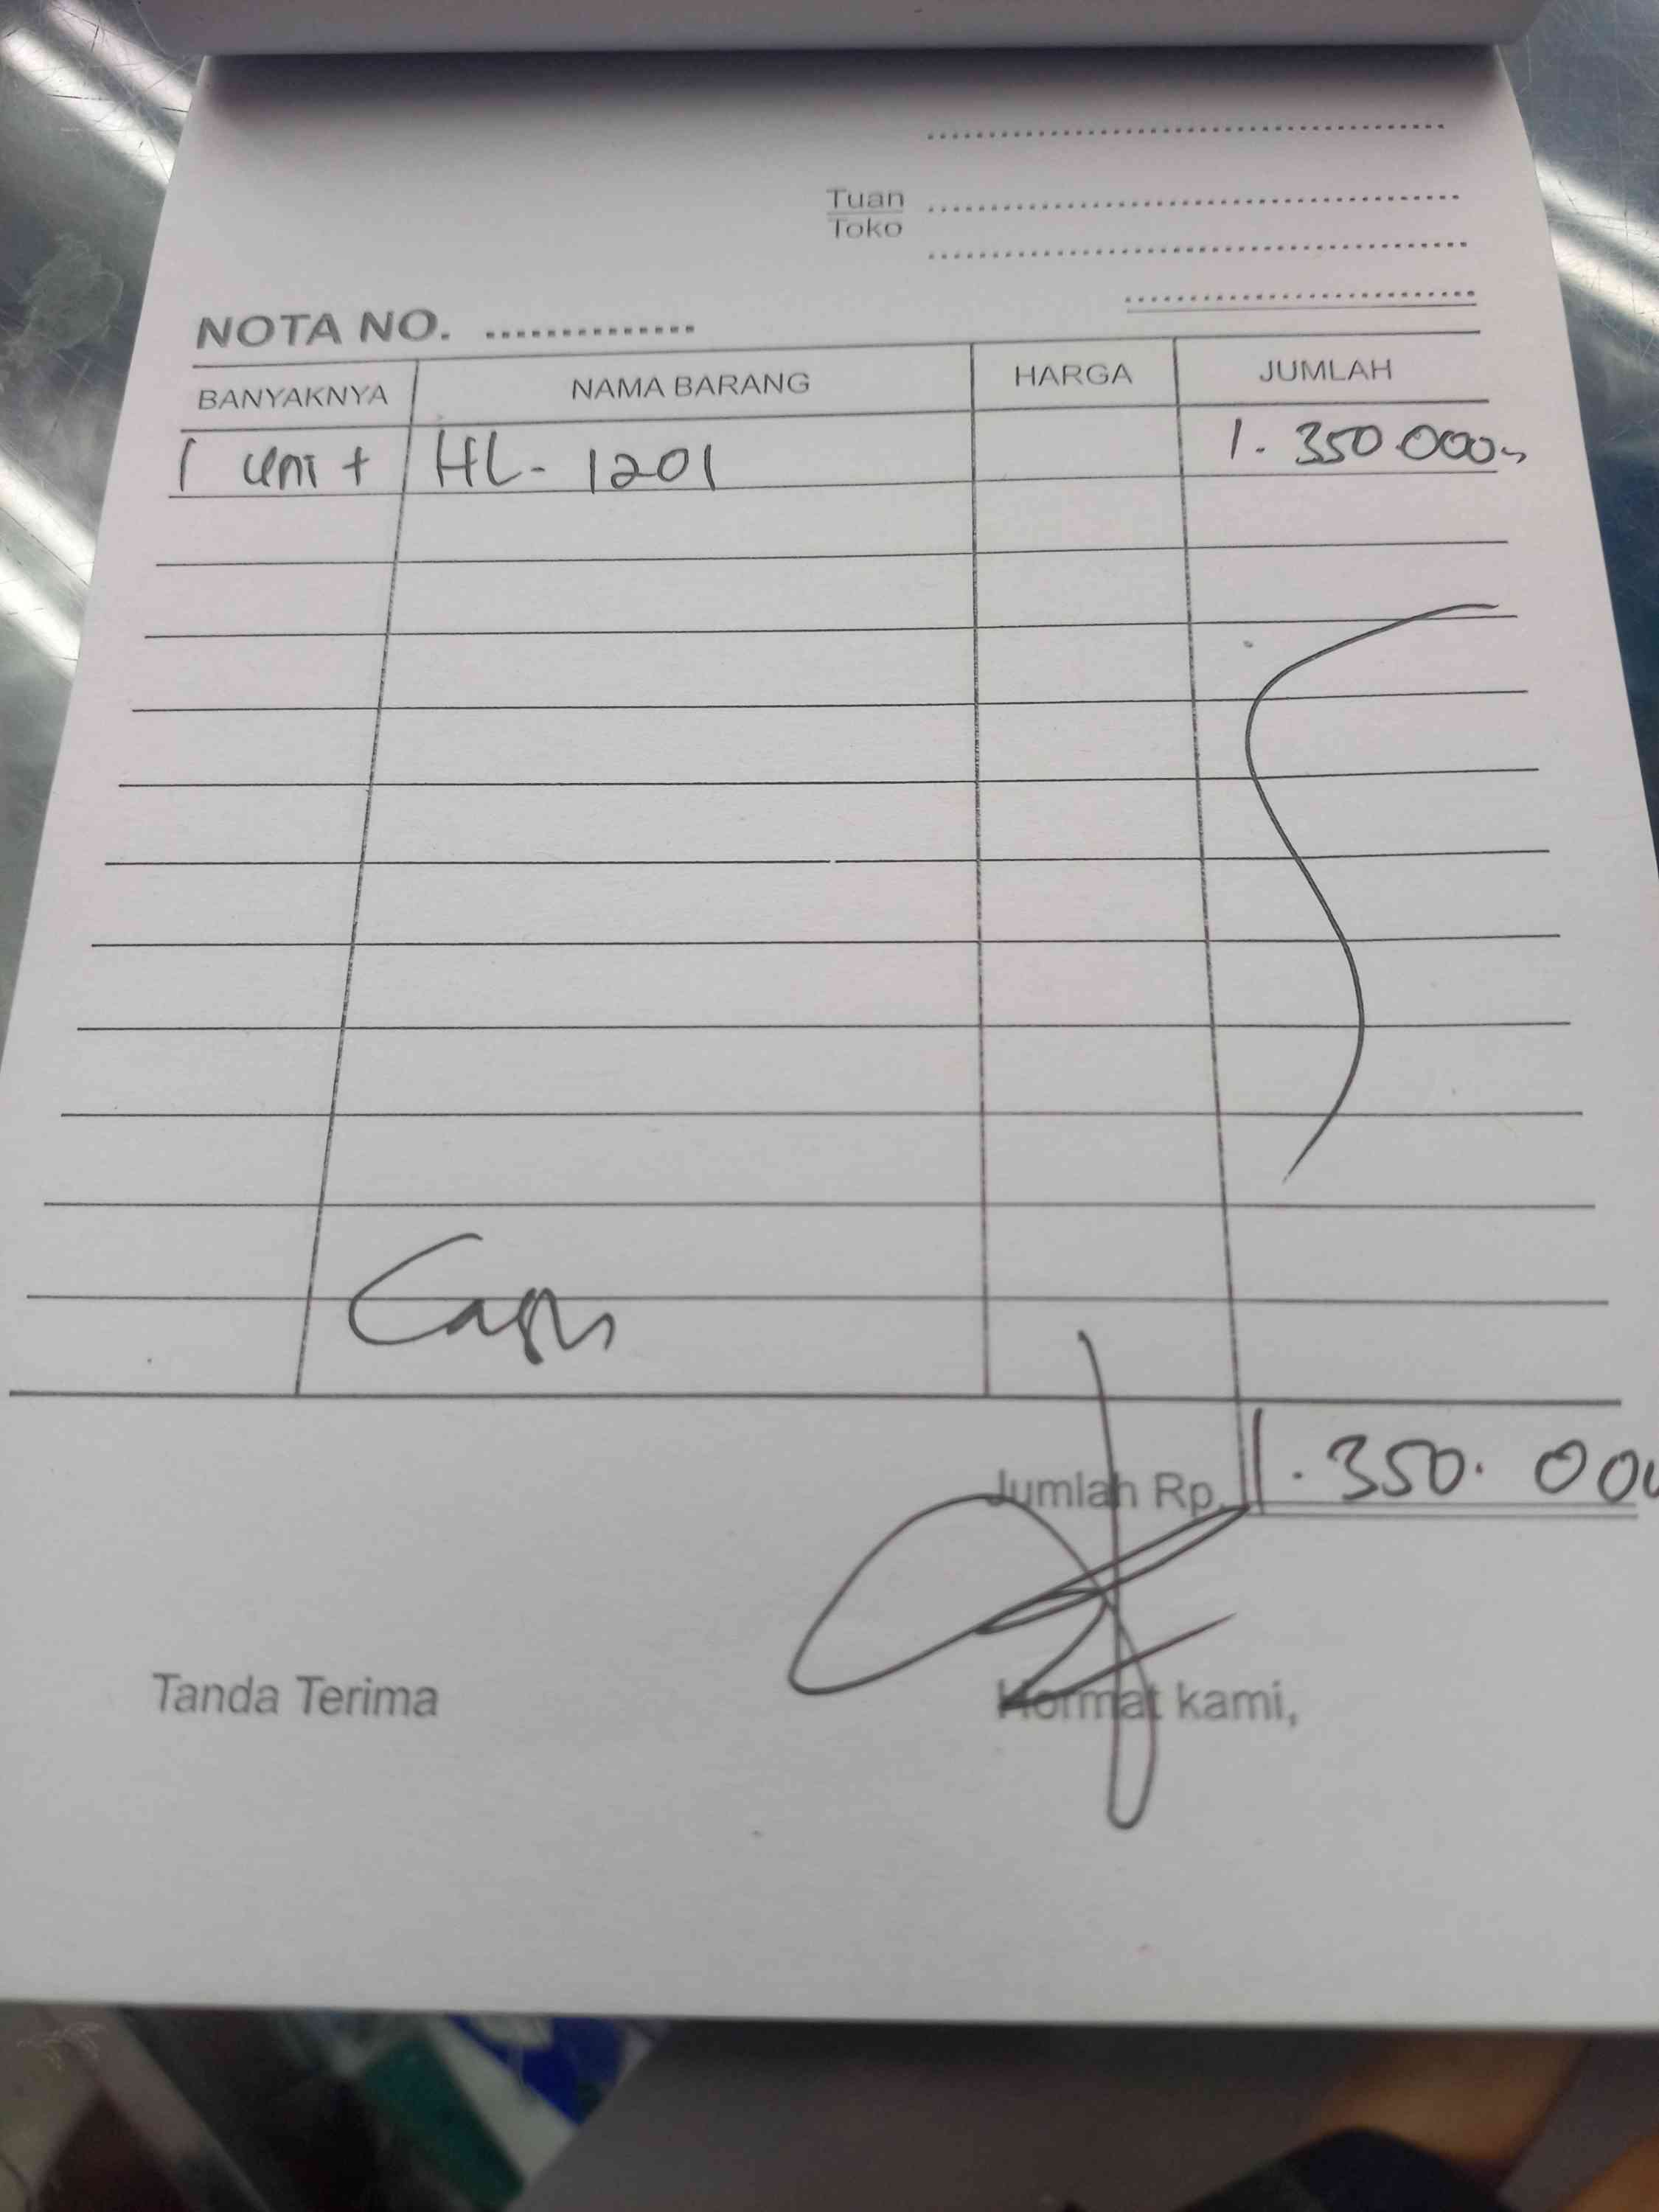 Tuan
Toko
NOTA NO. ..............
BANYAKNYA NAMA BARANG HARGA JUMLAH
1 unit HL- 1201 1. 350.000
Cash
Jumlah Rp. 1.350.000
Tanda Terima Hormat kami,